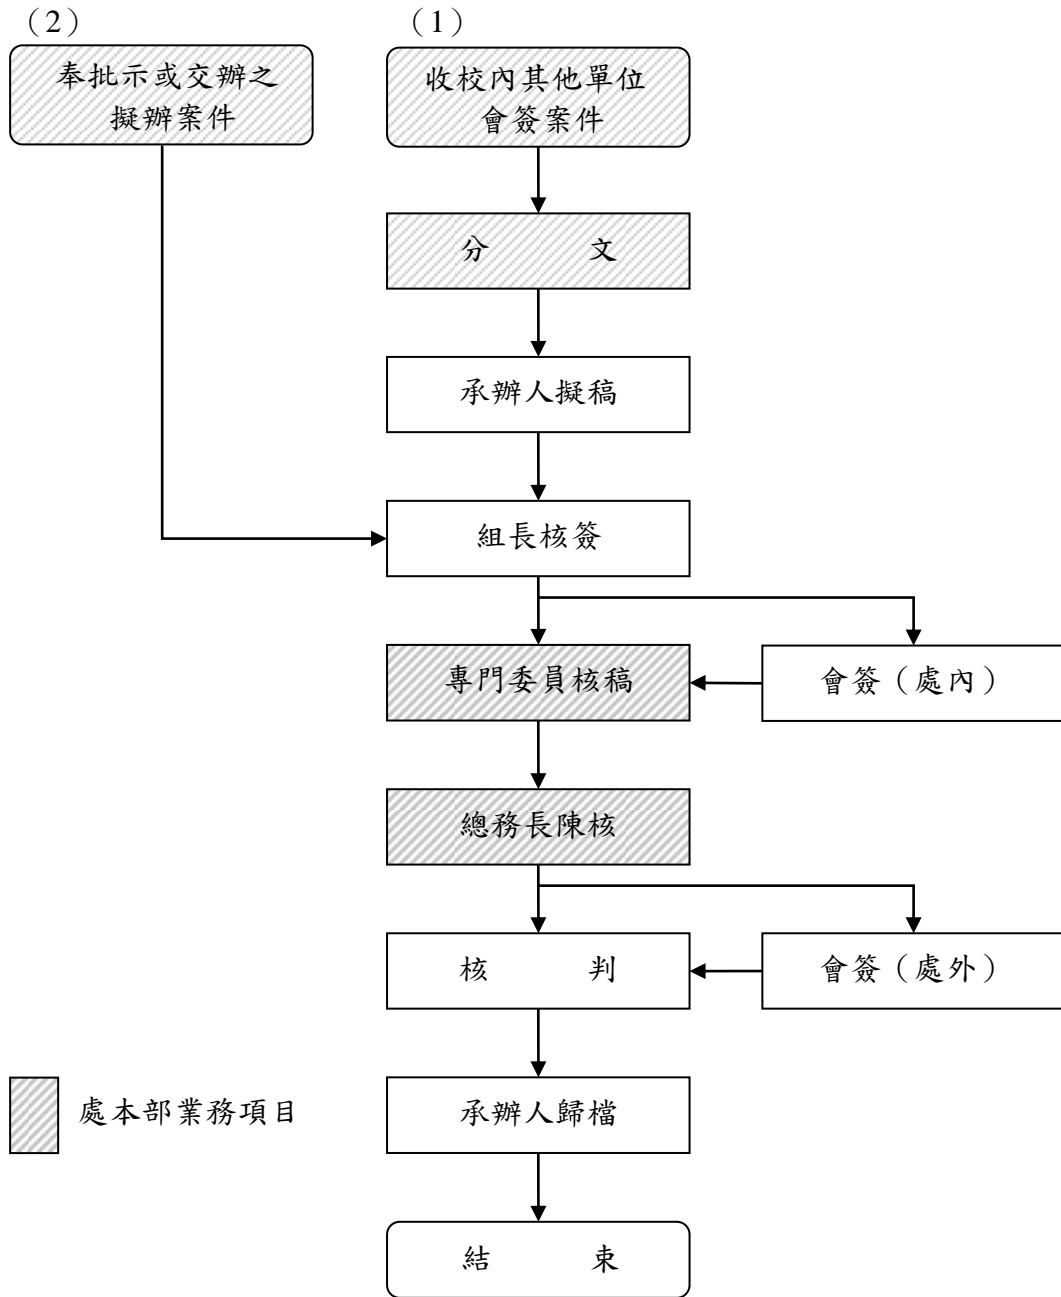 （2）
（1）
奉批示或交辦之
擬辦案件
收校內其他單位
會簽案件
分 文
承辦人擬稿
組長核簽
專門委員核稿
會簽（處內）
總務長陳核
核 判
會簽（處外）
處本部業務項目
承辦人歸檔
結 束